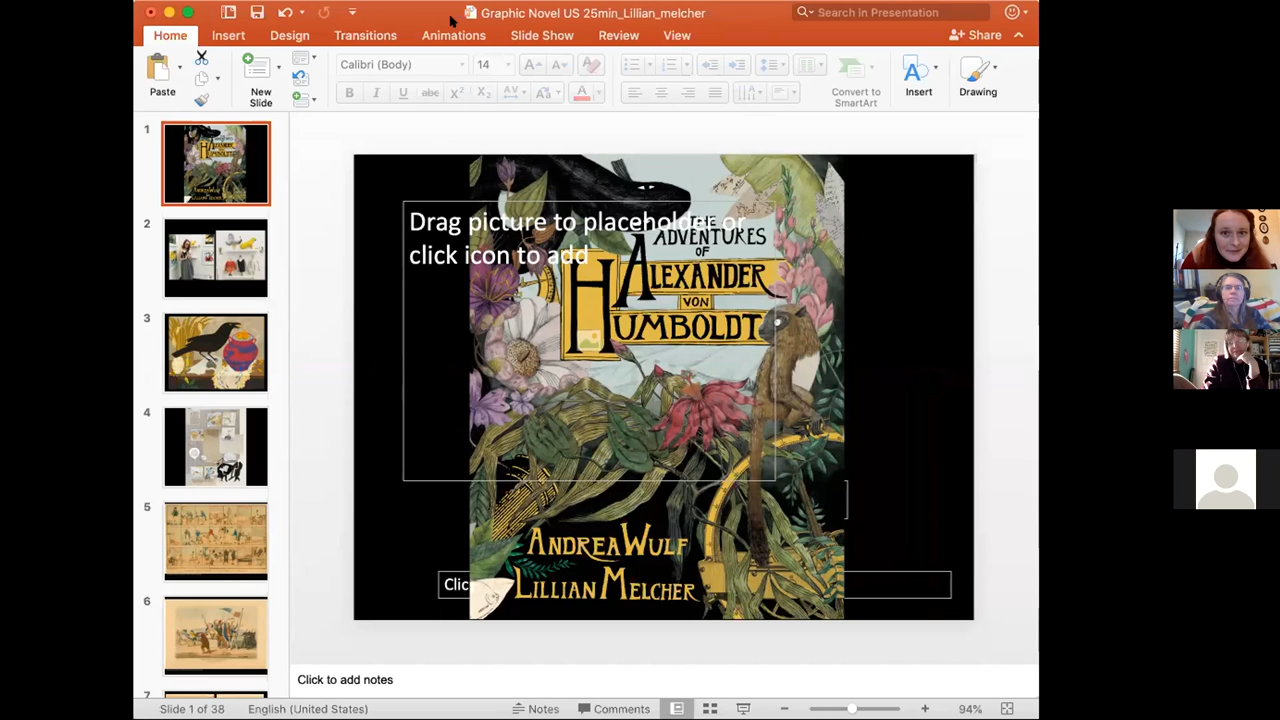 Graphic Novel US 25min_Lillian_melcher
Search in Presentation
Home Insert Design Transitions Animations Slide Show Review View Share
Calibri (Body) 14
Paste New Slide Convert to SmartArt Insert Drawing
1
2
3
4
5
6
7
Drag picture to placeholder or
click icon to add
THE
ADVENTURES
OF
ALEXANDER
VON
HUMBOLDT
ANDREA WULF
LILLIAN MELCHER
Clic
Click to add notes
Slide 1 of 38 English (United States) Notes Comments 94%